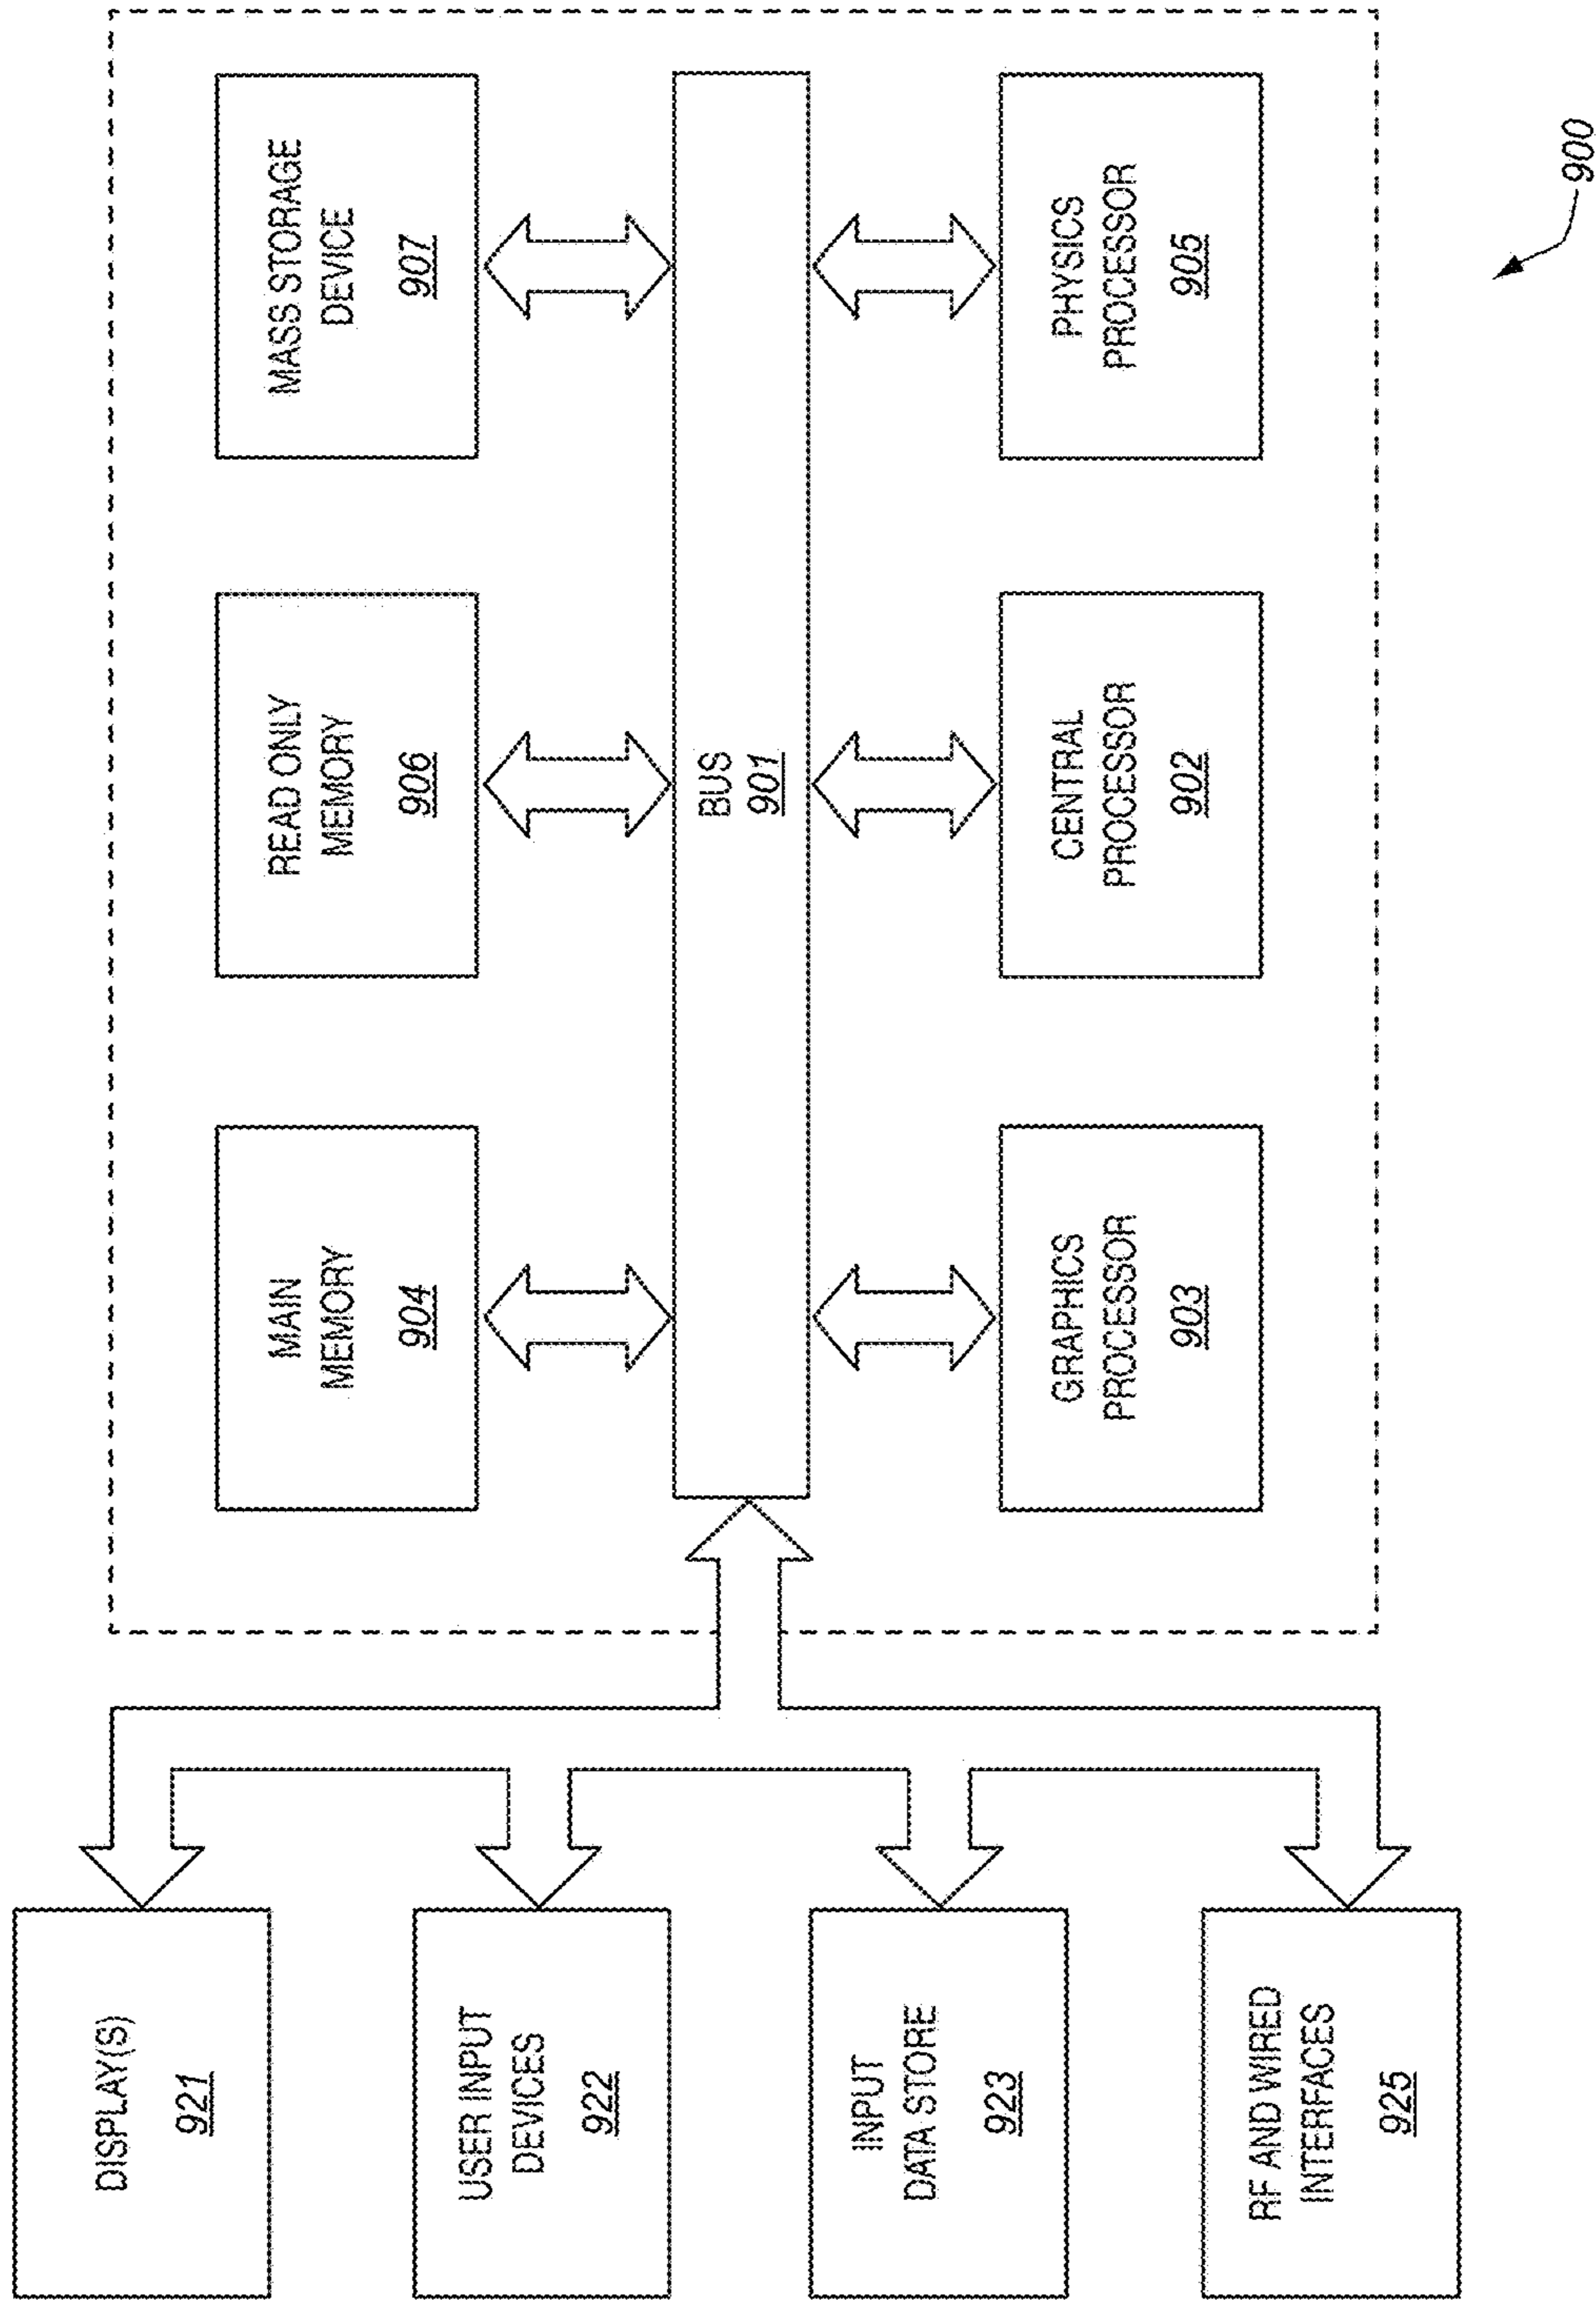 DISPLAY(S)
921
USER INPUT
DEVICES
922
INPUT
DATA STORE
923
RF AND WIRED
INTERFACES
925
MAIN
MEMORY
904
READ ONLY
MEMORY
906
MASS STORAGE
DEVICE
907
BUS
901
GRAPHICS
PROCESSOR
903
CENTRAL
PROCESSOR
902
PHYSICS
PROCESSOR
905
900